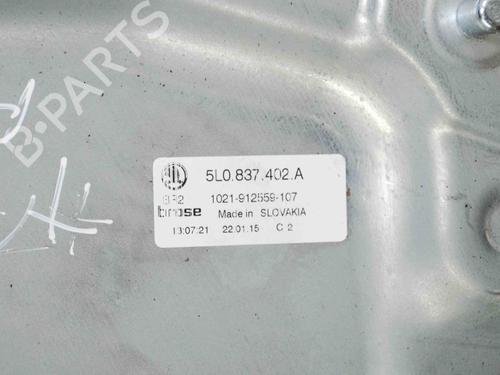 B-PARTS
5L0.837.402.A
BR2 1021-912559-107
brose Made in SLOVAKIA
13:07:21 22.01.15 C 2